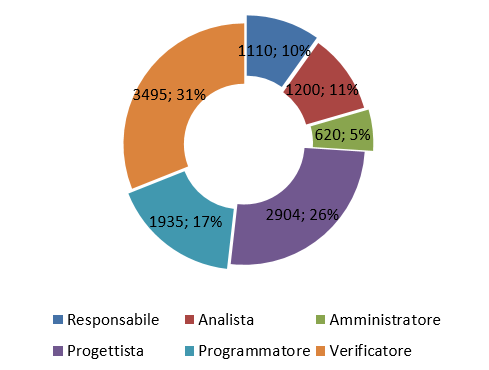 1110; 10%
1200; 11%
620; 5%
2904; 26%
1935; 17%
3495; 31%
Responsabile
Analista
Amministratore
Progettista
Programmatore
Verificatore